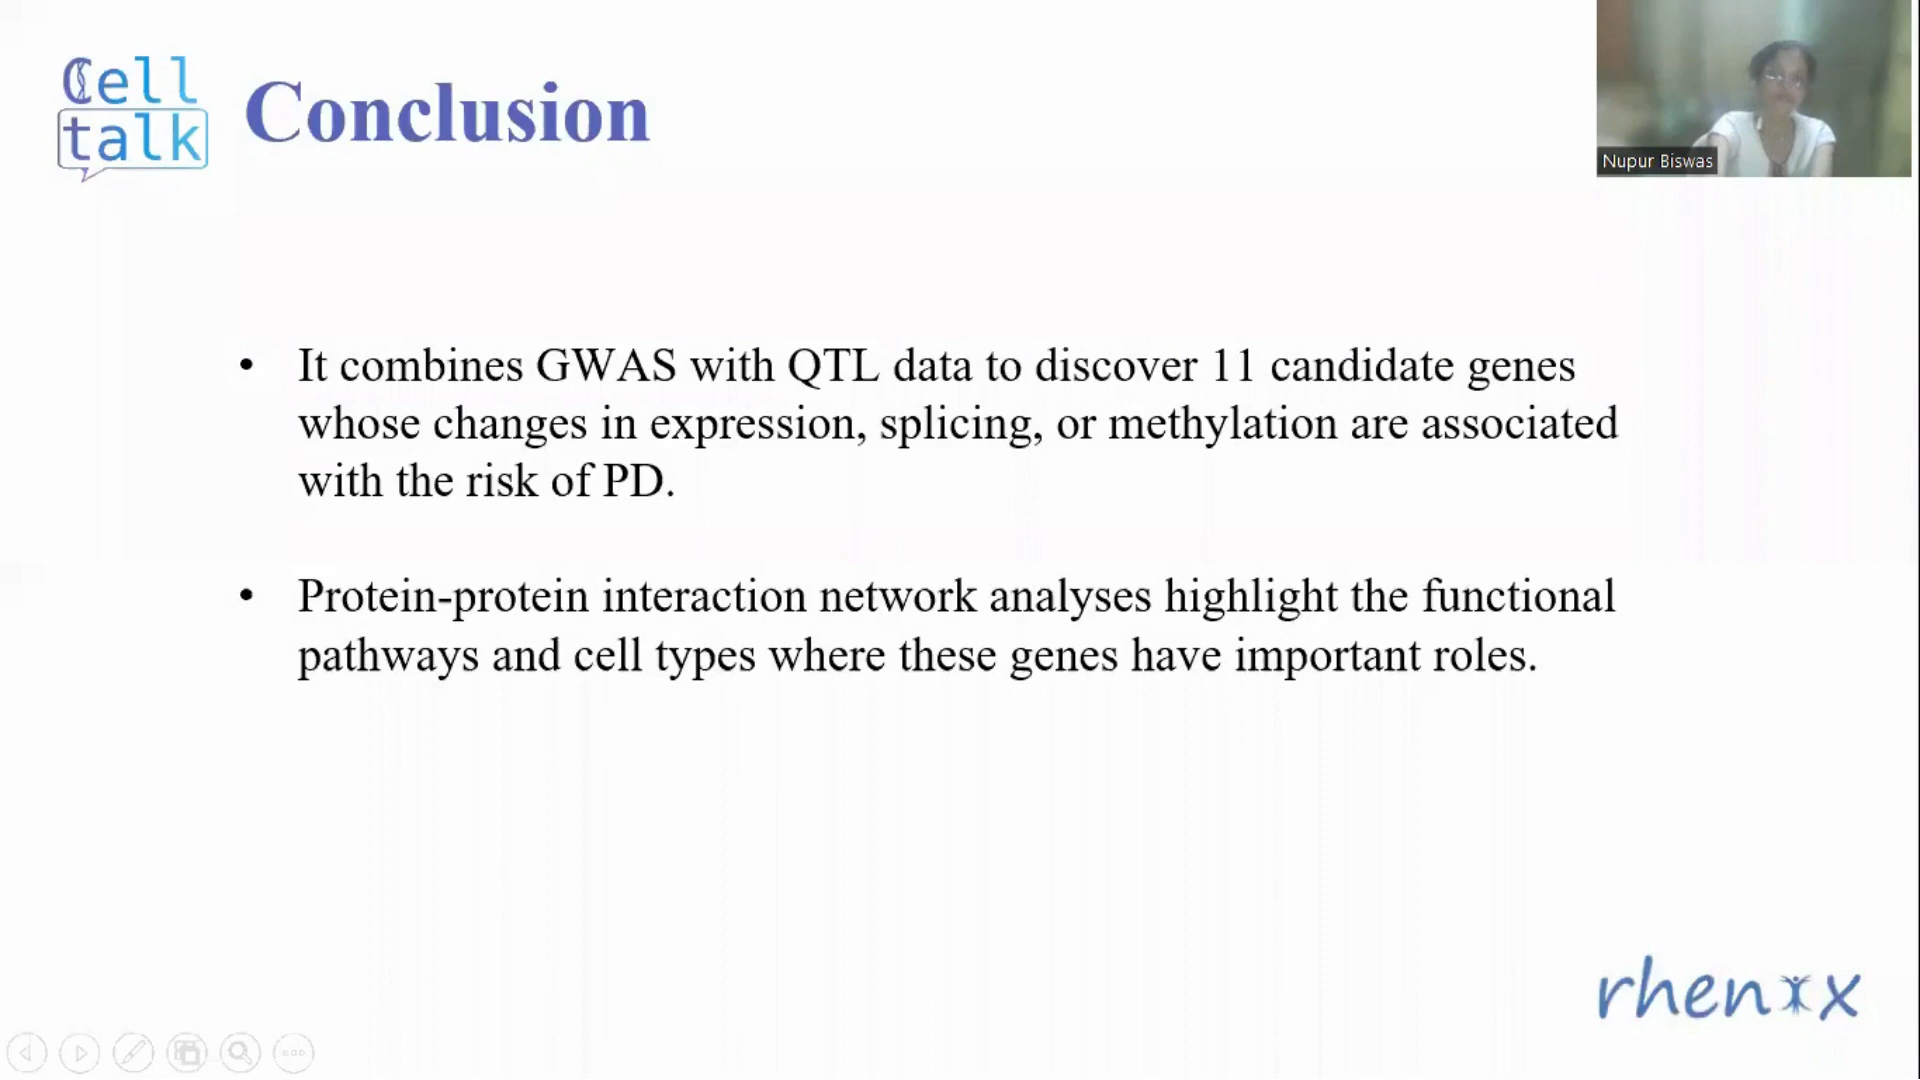 Cell
talk
Conclusion
Nupur Biswas
• It combines GWAS with QTL data to discover 11 candidate genes
whose changes in expression, splicing, or methylation are associated
with the risk of PD.
• Protein-protein interaction network analyses highlight the functional
pathways and cell types where these genes have important roles.
rhenix